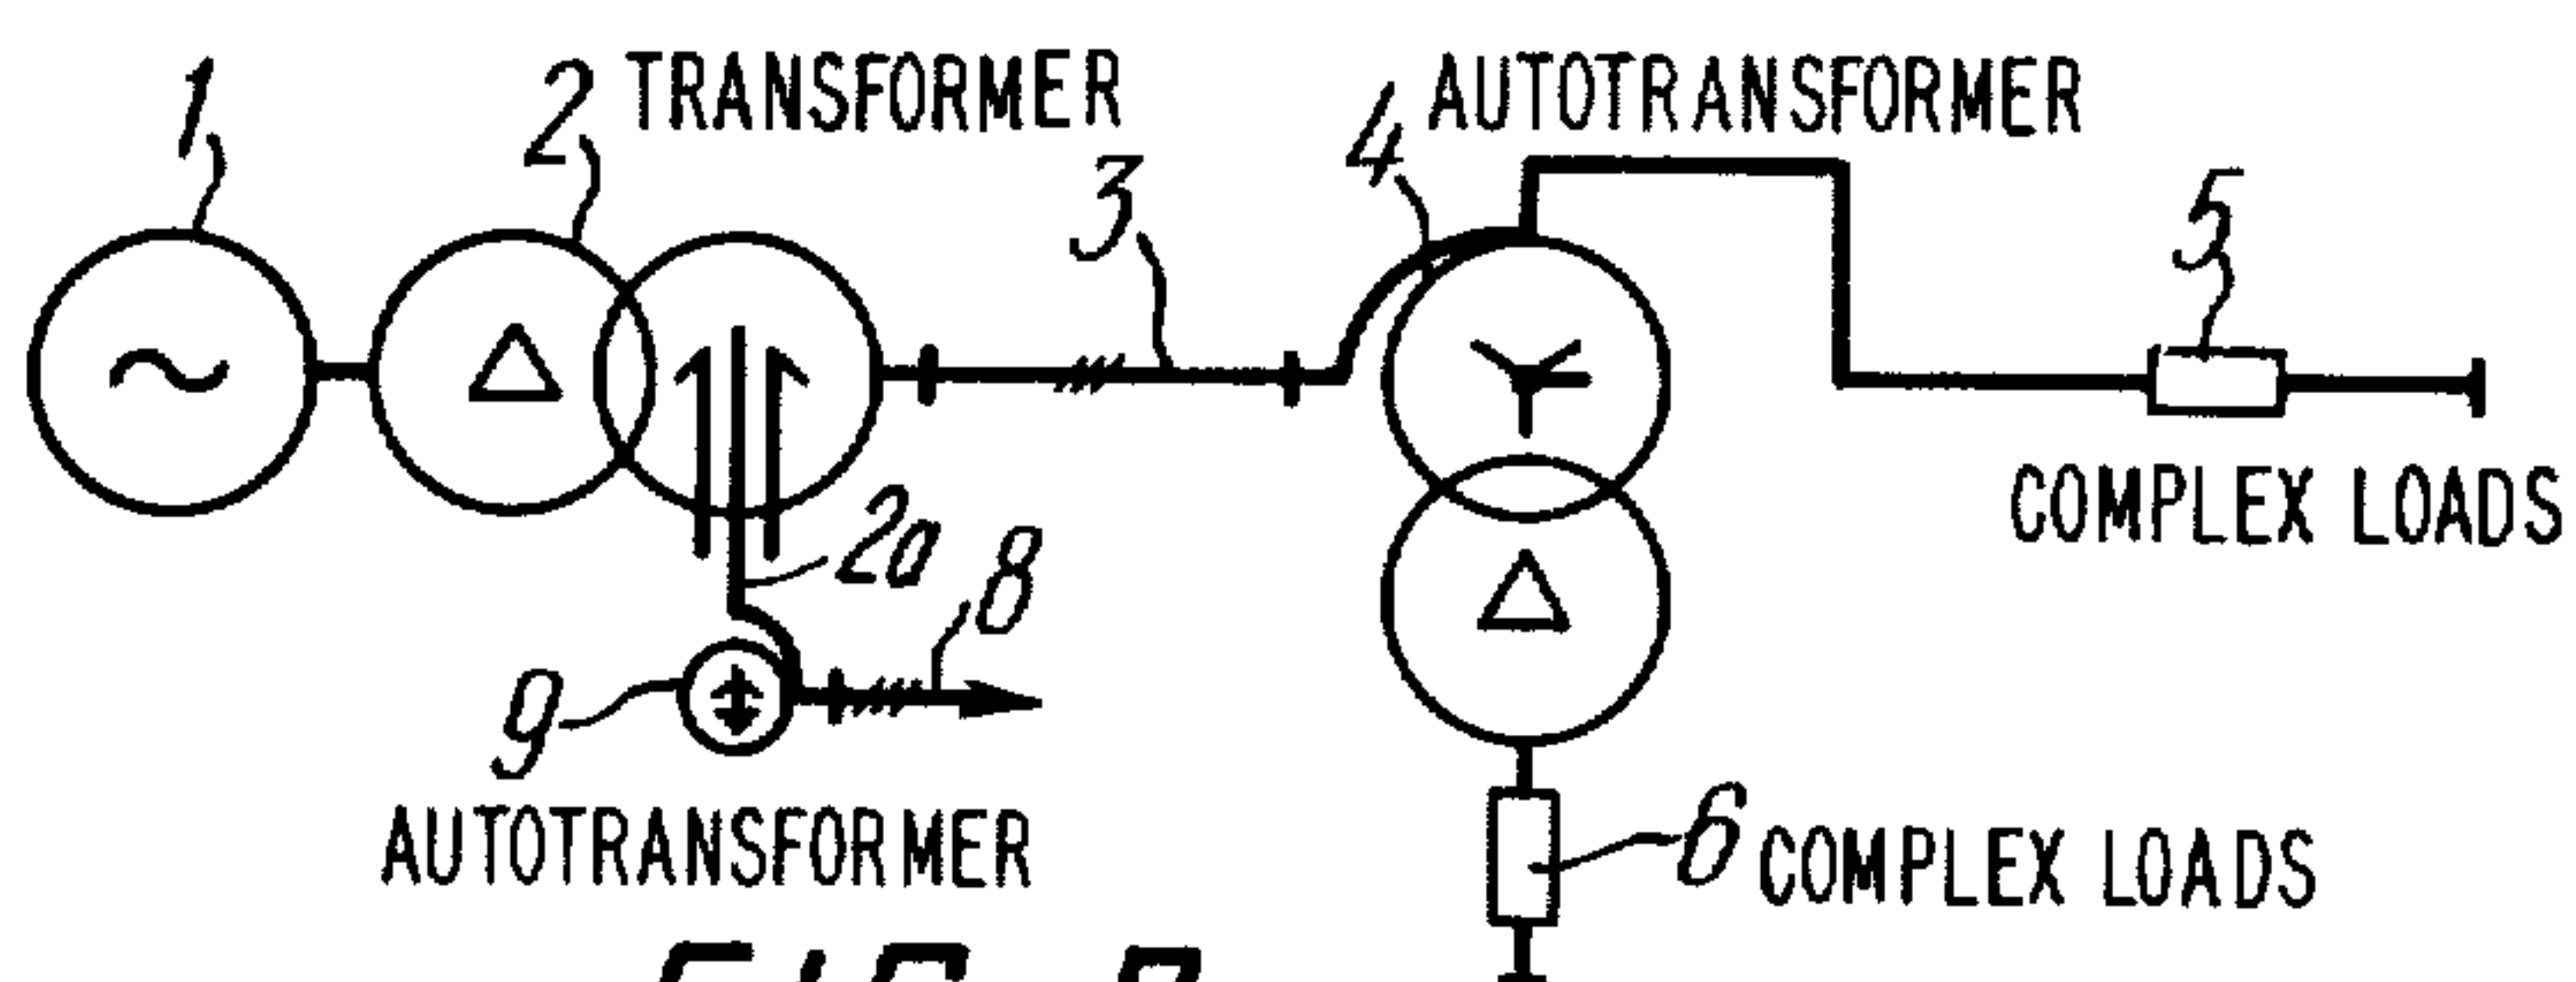 1
2 TRANSFORMER
3
4 AUTOTRANSFORMER
5
COMPLEX LOADS
2a
8
9
AUTOTRANSFORMER
6 COMPLEX LOADS